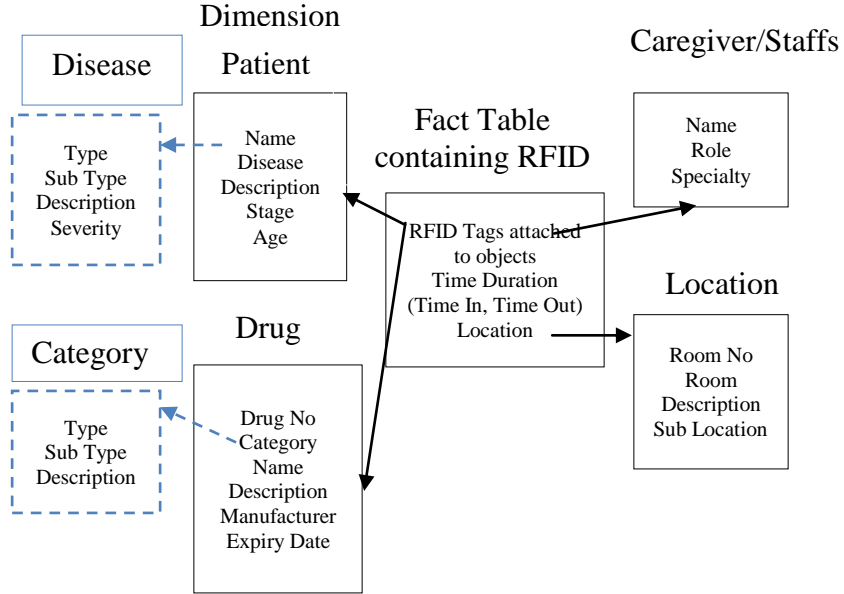 Dimension
Disease
Type
Sub Type
Description
Severity
Patient
Name
Disease
Description
Stage
Age
Fact Table
containing RFID
RFID Tags attached
to objects
Time Duration
(Time In, Time Out)
Location
Caregiver/Staffs
Name
Role
Specialty
Category
Type
Sub Type
Description
Drug
Drug No
Category
Name
Description
Manufacturer
Expiry Date
Location
Room No
Room
Description
Sub Location